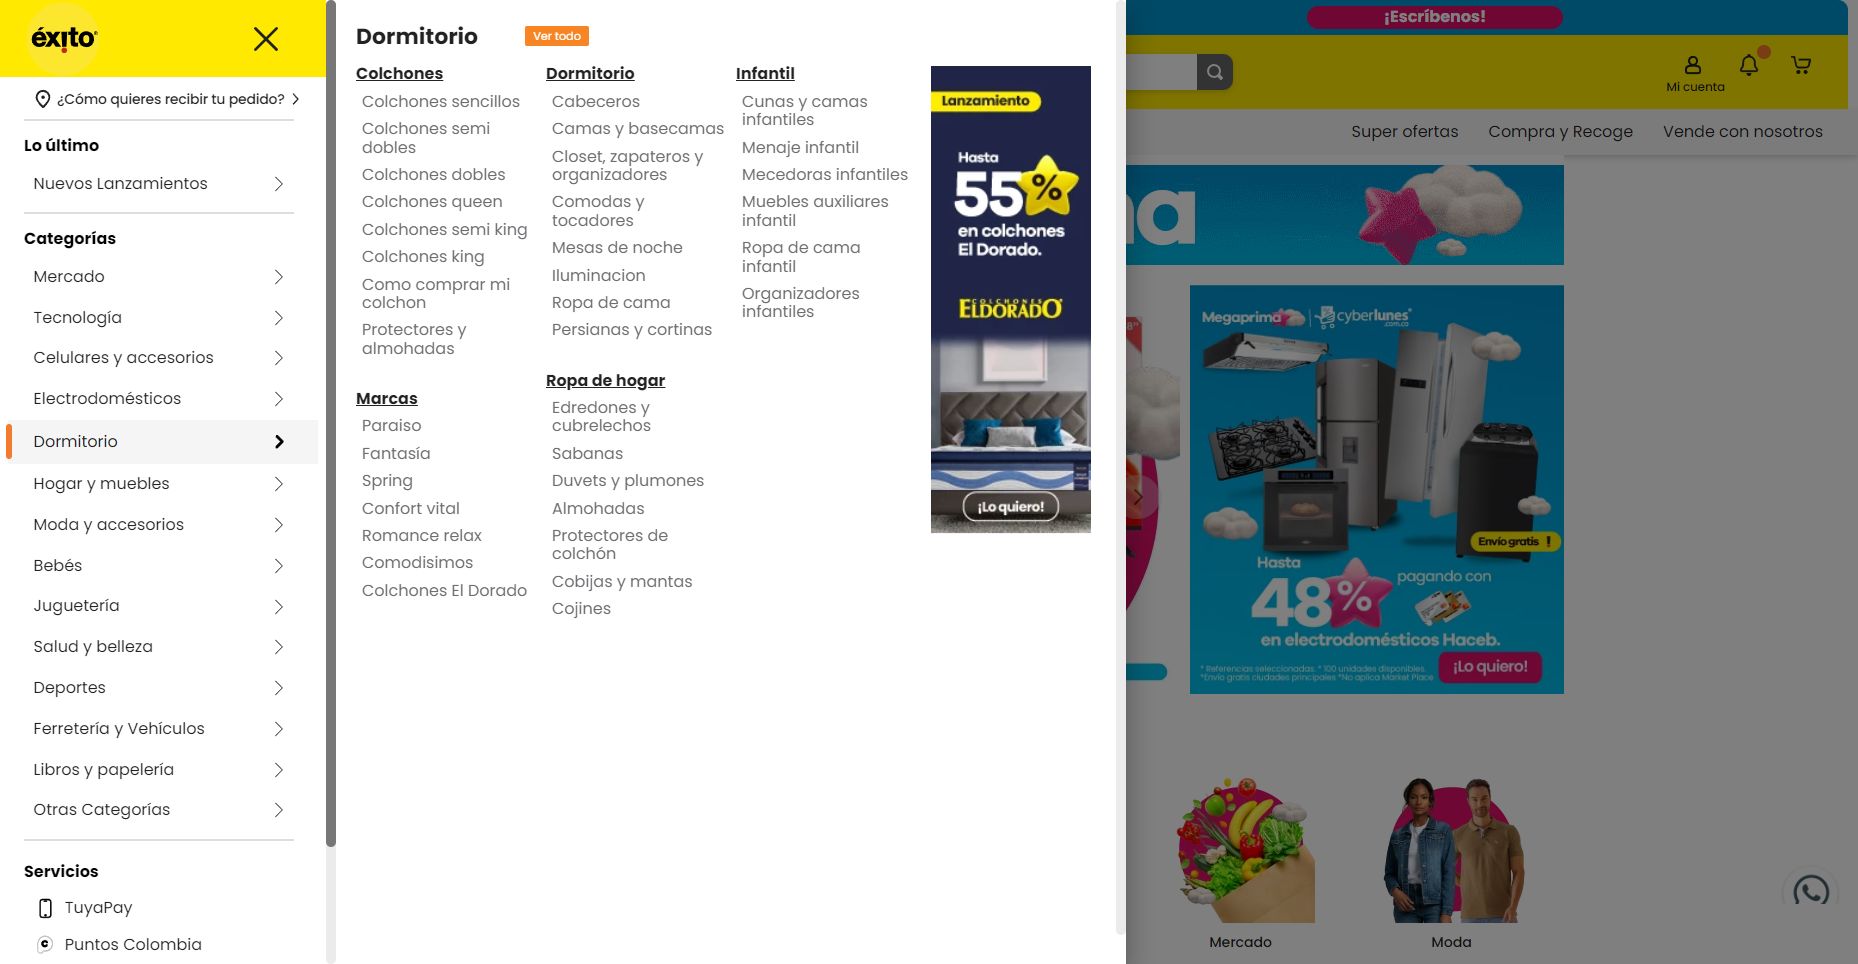 éxito
¿Cómo quieres recibir tu pedido?
Lo último
Nuevos Lanzamientos
Categorías
Mercado
Tecnología
Celulares y accesorios
Electrodomésticos
Dormitorio
Hogar y muebles
Moda y accesorios
Bebés
Juguetería
Salud y belleza
Deportes
Ferretería y Vehículos
Libros y papelería
Otras Categorías
Servicios
TuyaPay
Puntos Colombia
Dormitorio
Ver todo
Colchones
Colchones sencillos
Colchones semi
dobles
Colchones dobles
Colchones queen
Colchones semi king
Colchones king
Como comprar mi
colchon
Protectores y
almohadas
Marcas
Paraiso
Fantasía
Spring
Confort vital
Romance relax
Comodisimos
Colchones El Dorado
Dormitorio
Cabeceros
Camas y basecamas
Closet, zapateros y
organizadores
Comodas y
tocadores
Mesas de noche
Iluminacion
Ropa de cama
Persianas y cortinas
Ropa de hogar
Edredones y
cubrelechos
Sabanas
Duvets y plumones
Almohadas
Protectores de
colchón
Cobijas y mantas
Cojines
Infantil
Cunas y camas
infantiles
Menaje infantil
Mecedoras infantiles
Muebles auxiliares
infantil
Ropa de cama
infantil
Organizadores
infantiles
Lanzamiento
Hasta
55%
en colchones
El Dorado.
COLCHONES
ELDORADO
¡Lo quiero!
¡Escríbenos!
Mi cuenta
Super ofertas
Compra y Recoge
Vende con nosotros
na
Megaprima
cyberlunes
.com.co
Envío gratis !
Hasta
48%
pagando con
en electrodomésticos Haceb.
* Referencias seleccionadas. * 100 unidades disponibles.
*Envío gratis ciudades principales *No aplica Market Place
¡Lo quiero!
Mercado
Moda